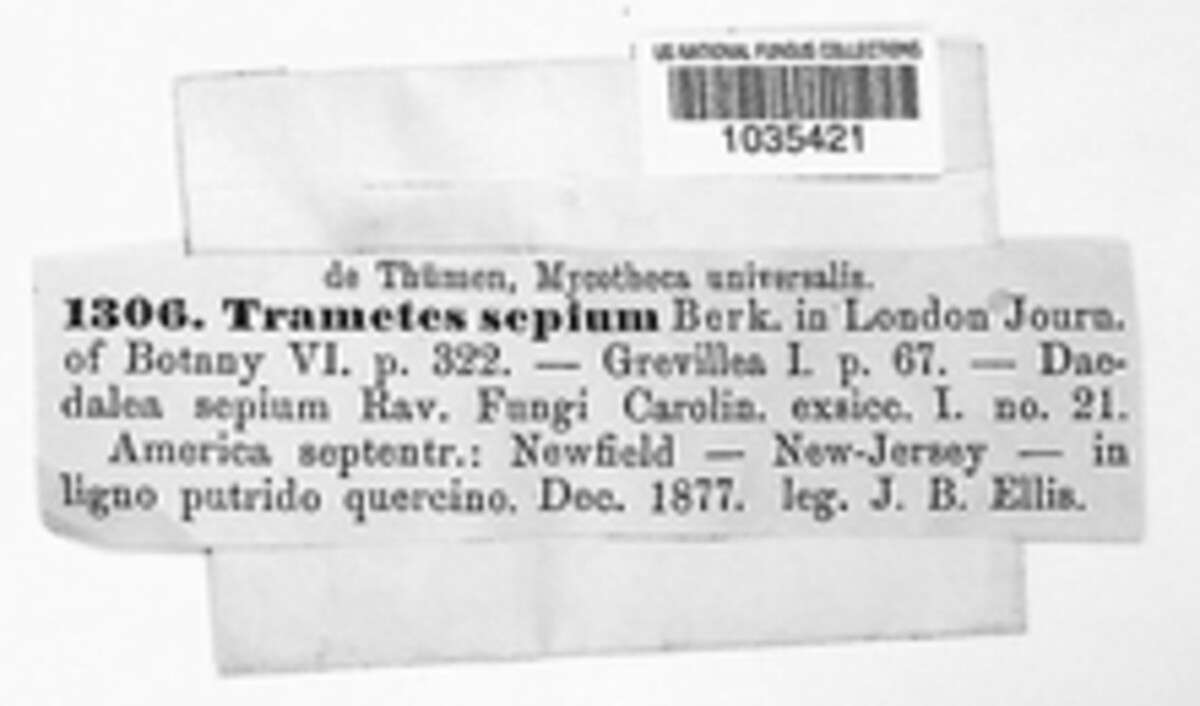 US NATIONAL FUNGUS COLLECTIONS
1035421
de Thümen, Mycotheca universalis.
1306. Trametes sepium Berk. in London Journ.
of Botany VI. p. 322. — Grevillea I. p. 67. — Dae-
dalea sepium Rav. Fungi Carolin. exsicc. I. no. 21.
America septentr.: Newfield — New-Jersey — in
ligno putrido quercino. Dec. 1877. leg. J. B. Ellis.